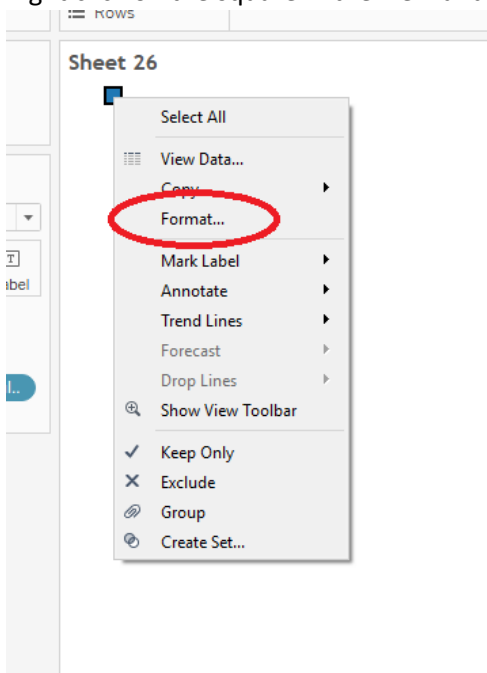 Rows
Sheet 26
Select All
View Data...
Copy
Format...
T
abel
Mark Label
Annotate
Trend Lines
Forecast
Drop Lines
l..
Show View Toolbar
Keep Only
Exclude
Group
Create Set...